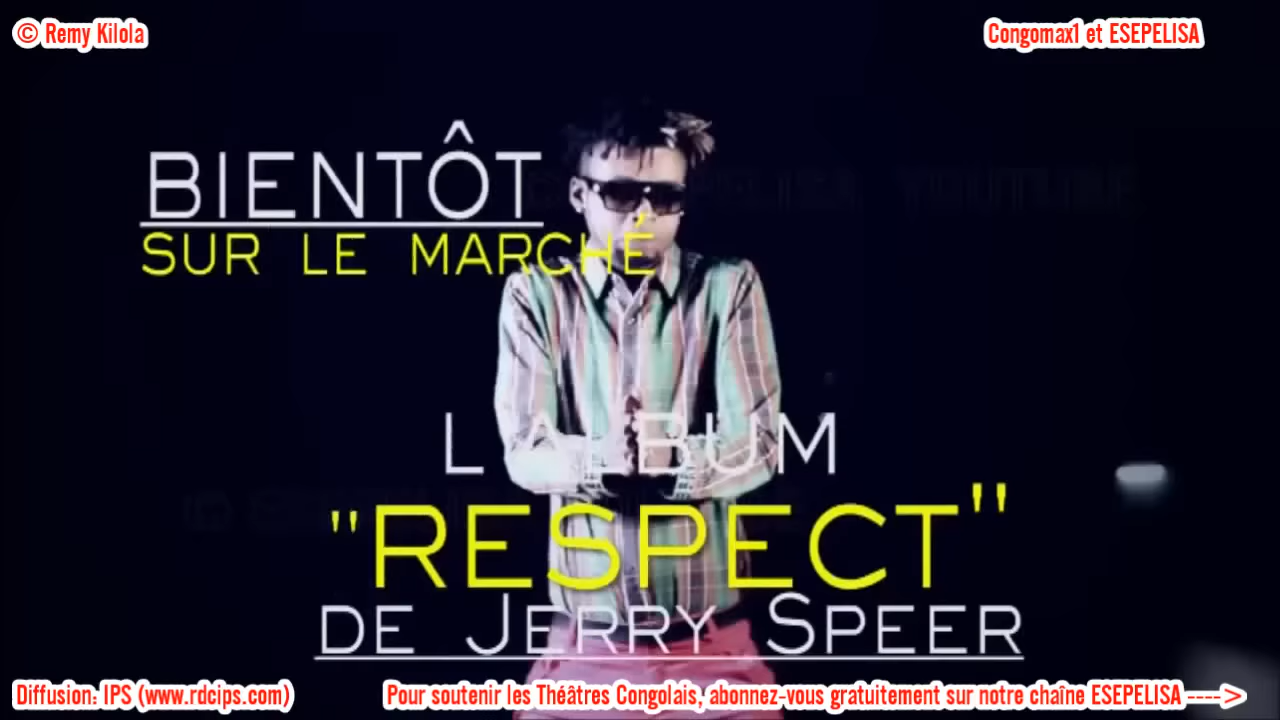 © Remy Kilola
Congomax1 et ESEPELISA
BIENTÔT
SUR LE MARCHÉ
L ALBUM
"RESPECT"
DE JERRY SPEER
Diffusion: IPS (www.rdcips.com)
Pour soutenir les Théâtres Congolais, abonnez-vous gratuitement sur notre chaîne ESEPELISA ---->